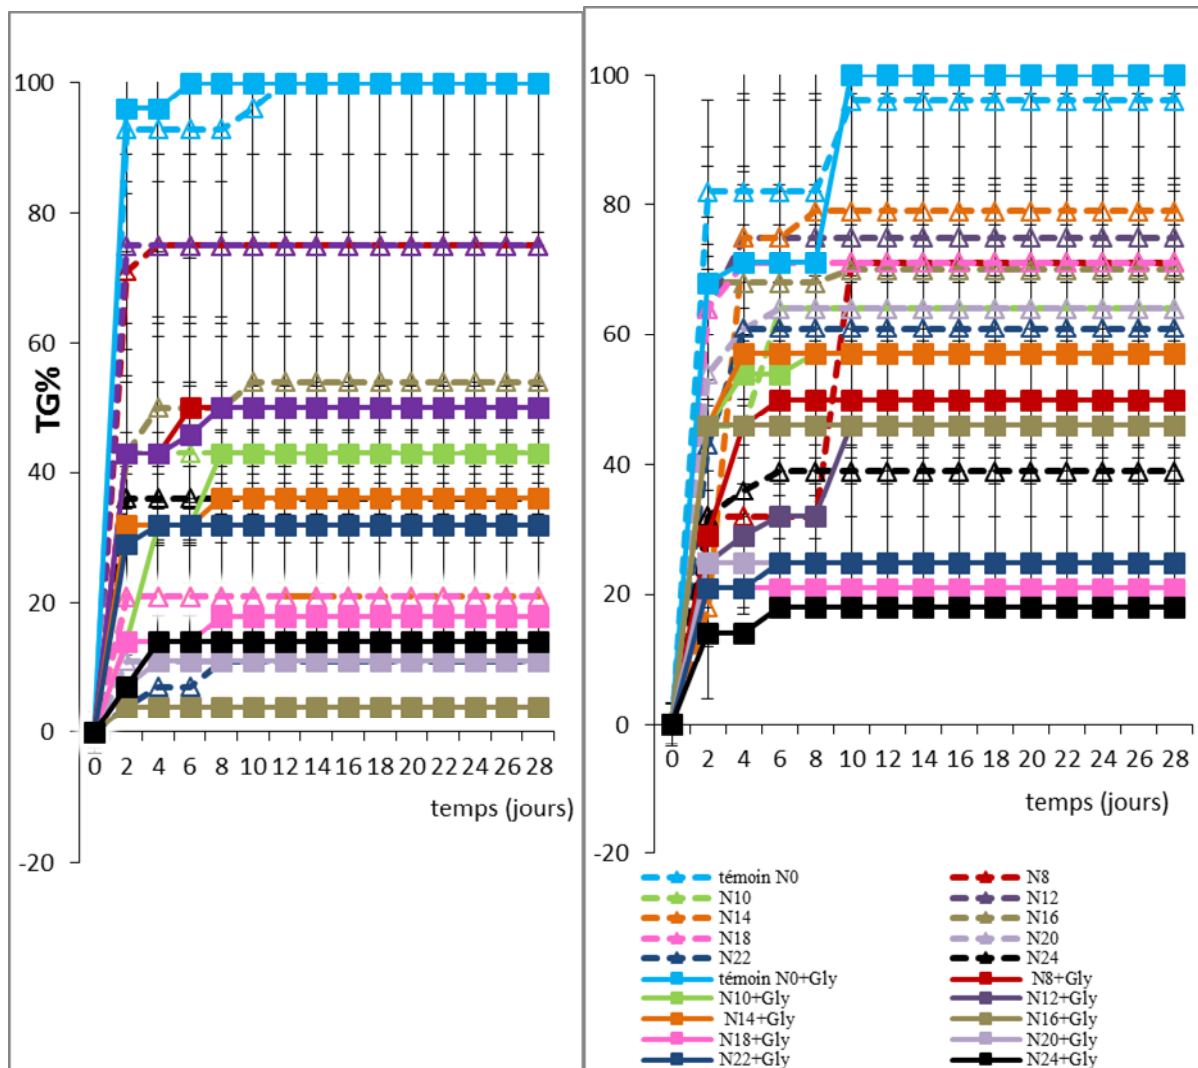 100
80
60
40
20
0
-20
TG%
0 2 4 6 8 10 12 14 16 18 20 22 24 26 28
temps (jours)
100
80
60
40
20
0
-20
0 2 4 6 8 10 12 14 16 18 20 22 24 26 28
temps (jours)
témoin N0 N8
N10 N12
N14 N16
N18 N20
N22 N24
témoin N0+Gly N8+Gly
N10+Gly N12+Gly
N14+Gly N16+Gly
N18+Gly N20+Gly
N22+Gly N24+Gly